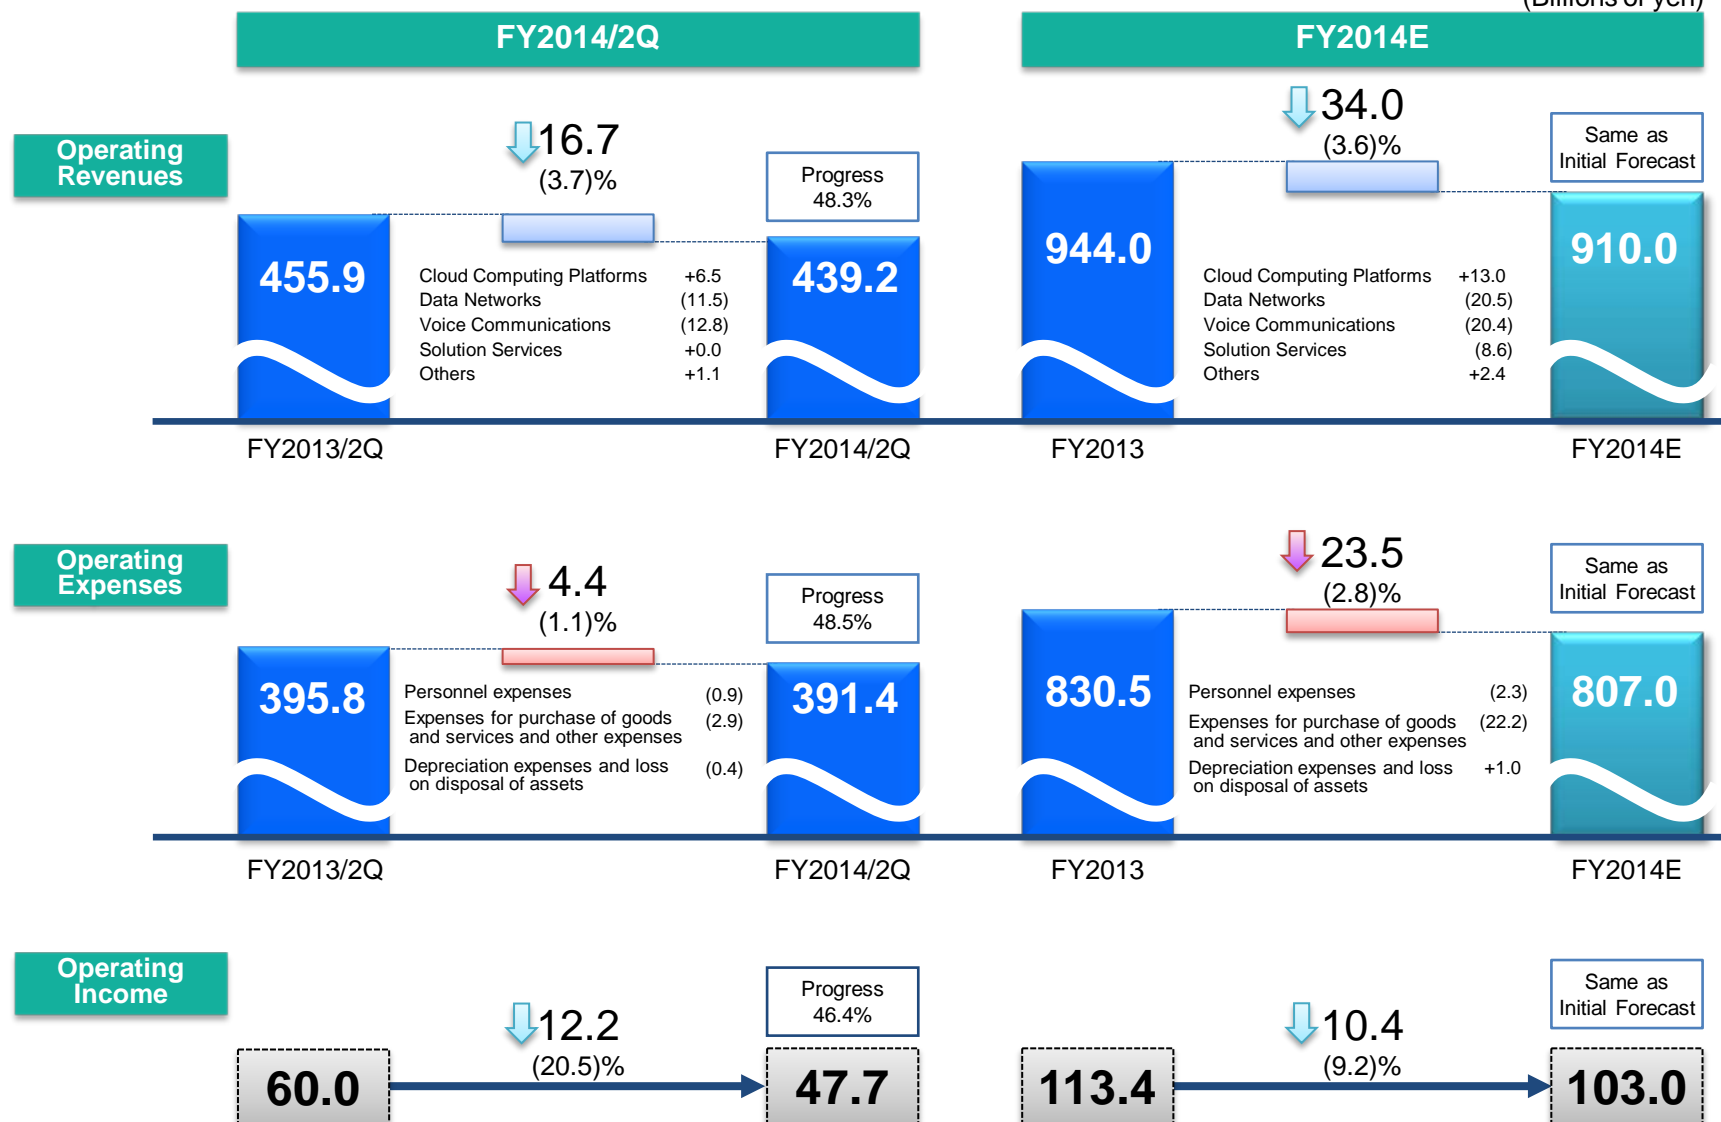 (Billions of yen)
FY2014/2Q
FY2014E
Operating
Revenues
16.7
(3.7)%
Progress
48.3%
34.0
(3.6)%
Same as
Initial Forecast
455.9
Cloud Computing Platforms +6.5
Data Networks (11.5)
Voice Communications (12.8)
Solution Services +0.0
Others +1.1
439.2
944.0
Cloud Computing Platforms +13.0
Data Networks (20.5)
Voice Communications (20.4)
Solution Services (8.6)
Others +2.4
910.0
FY2013/2Q
FY2014/2Q
FY2013
FY2014E
Operating
Expenses
4.4
(1.1)%
Progress
48.5%
23.5
(2.8)%
Same as
Initial Forecast
395.8
Personnel expenses (0.9)
Expenses for purchase of goods (2.9)
and services and other expenses
Depreciation expenses and loss (0.4)
on disposal of assets
391.4
830.5
Personnel expenses (2.3)
Expenses for purchase of goods (22.2)
and services and other expenses
Depreciation expenses and loss +1.0
on disposal of assets
807.0
FY2013/2Q
FY2014/2Q
FY2013
FY2014E
Operating
Income
12.2
(20.5)%
Progress
46.4%
10.4
(9.2)%
Same as
Initial Forecast
60.0
47.7
113.4
103.0